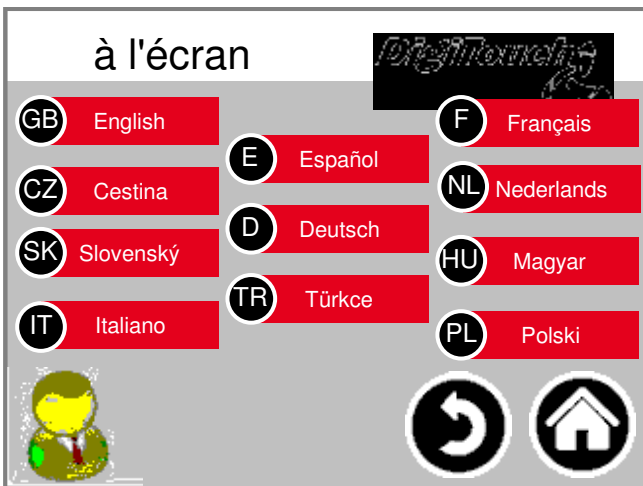 à l'écran
DigiTouch
GB English
CZ Cestina
SK Slovenský
IT Italiano
E Español
D Deutsch
TR Türkce
F Français
NL Nederlands
HU Magyar
PL Polski